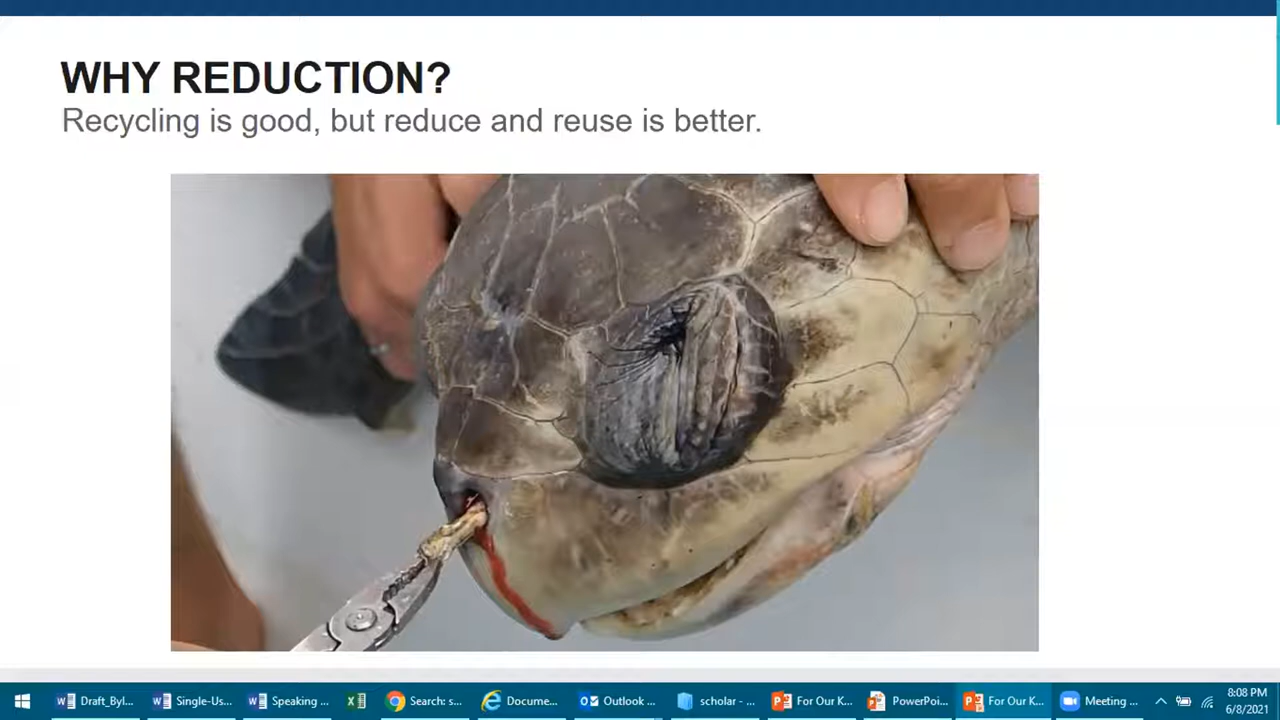 WHY REDUCTION?
Recycling is good, but reduce and reuse is better.
Draft_Byl... Single-Us... Speaking ... Search: s... Docume... Outlook ... scholar - ... For Our K... PowerPoi... For Our K... Meeting ... 8:08 PM
6/8/2021